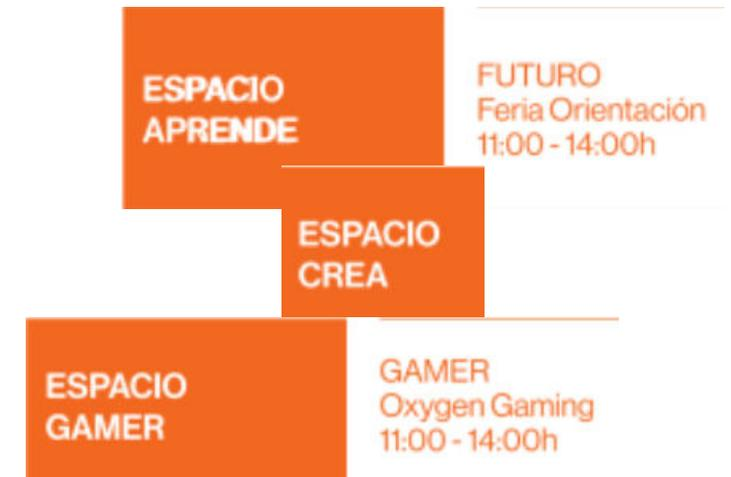 ESPACIO
APRENDE
FUTURO
Feria Orientación
11:00 - 14:00h
ESPACIO
CREA
ESPACIO
GAMER
GAMER
Oxygen Gaming
11:00 - 14:00h